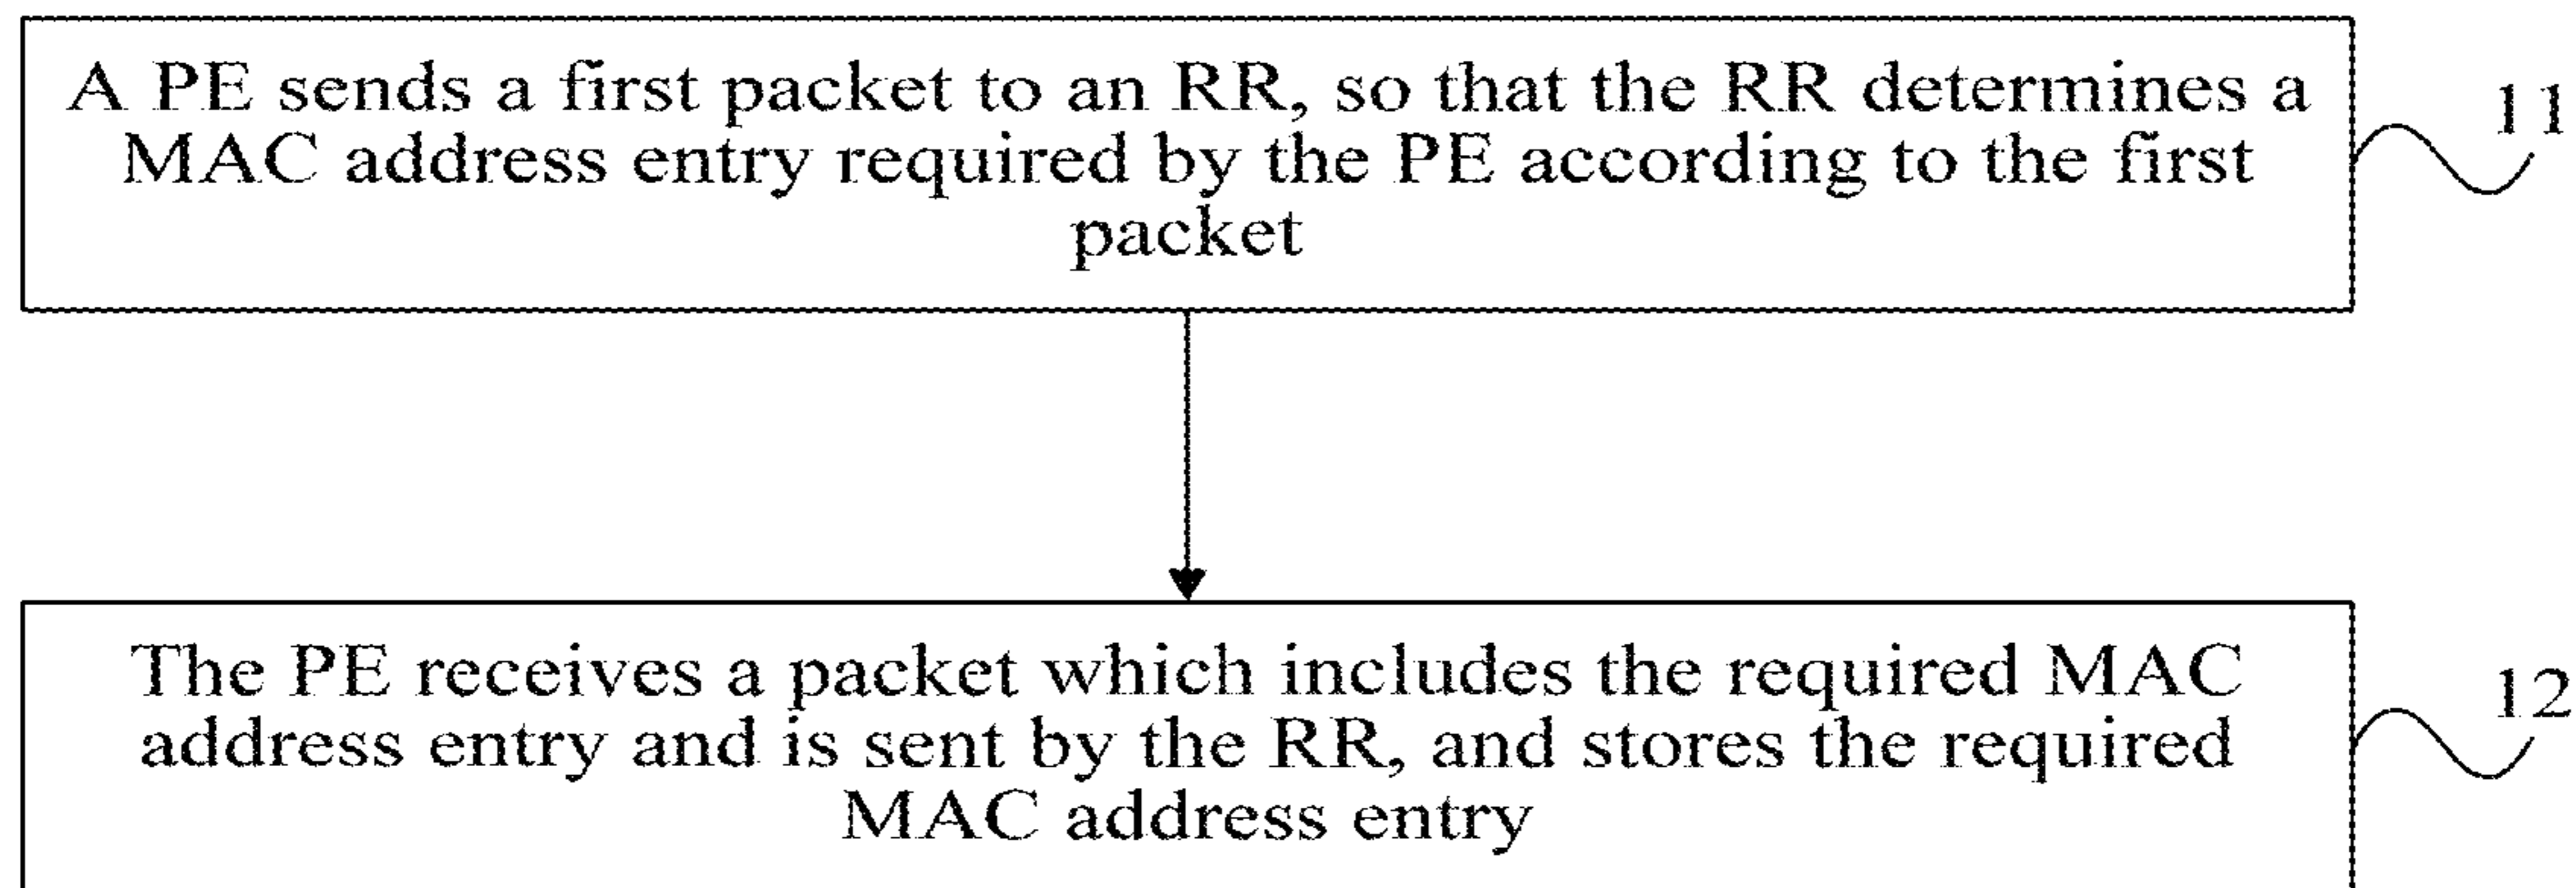 A PE sends a first packet to an RR, so that the RR determines a
MAC address entry required by the PE according to the first
packet
11
The PE receives a packet which includes the required MAC
address entry and is sent by the RR, and stores the required
MAC address entry
12